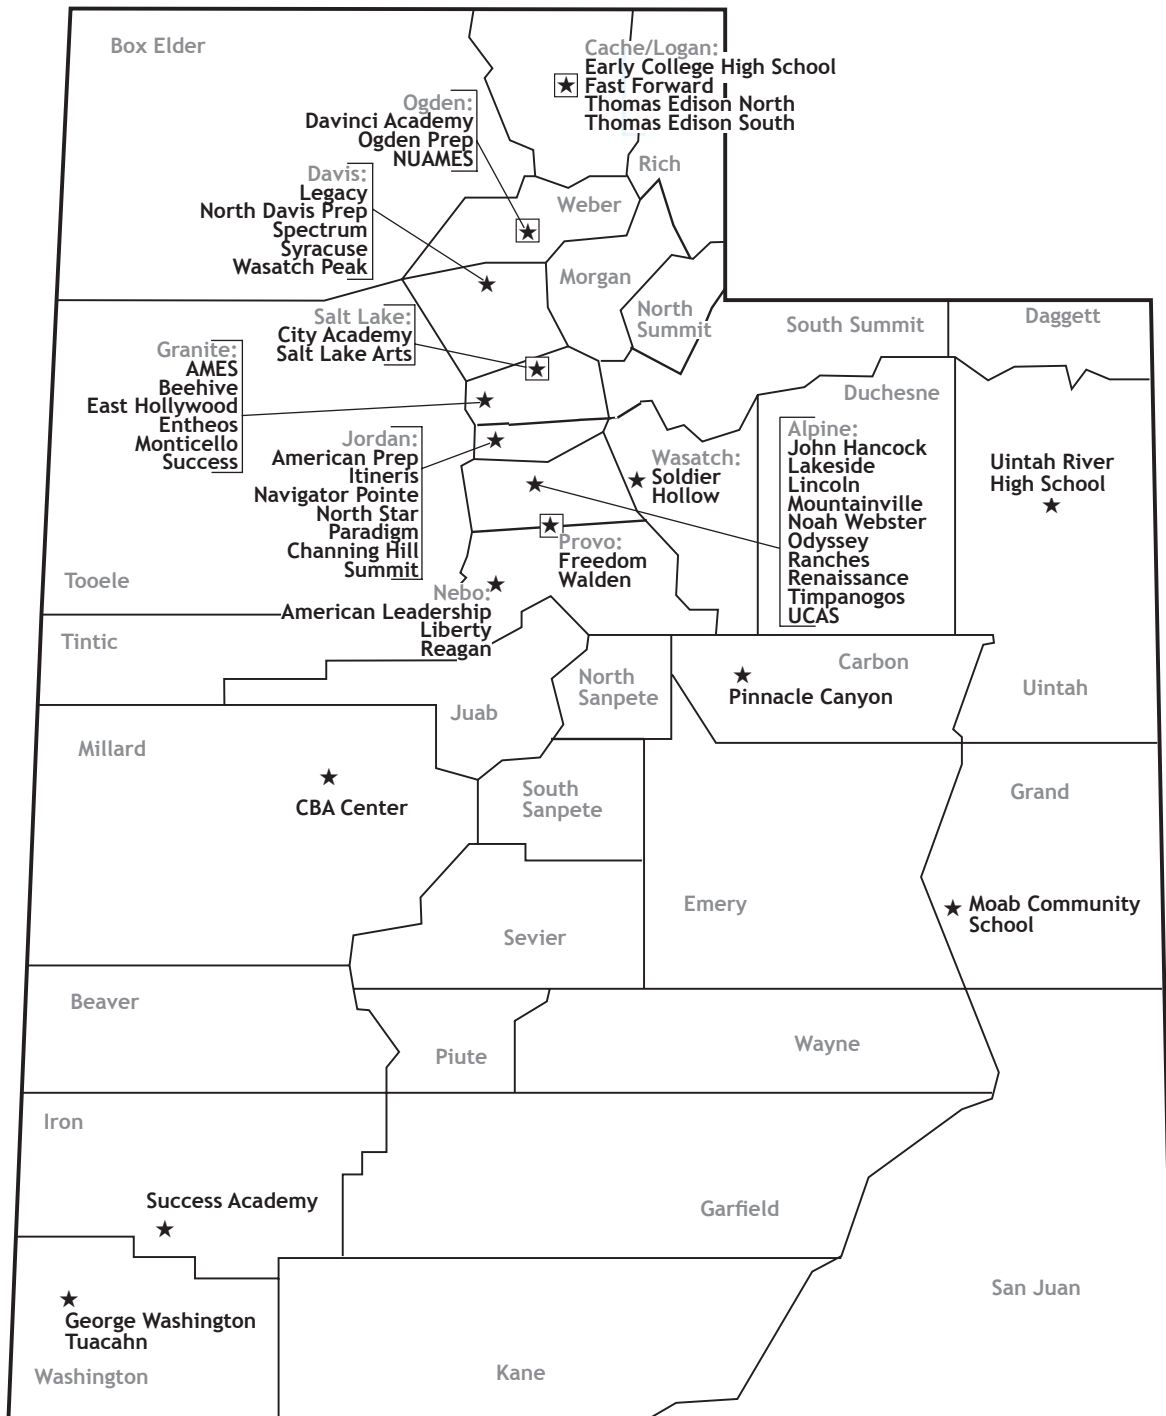 Box Elder
Cache/Logan:
Early College High School
Fast Forward
Thomas Edison North
Thomas Edison South
Ogden:
Davinci Academy
Ogden Prep
NUAMES
Rich
Davis:
Legacy
North Davis Prep
Spectrum
Syracuse
Wasatch Peak
Weber
Morgan
North
Summit
South Summit
Daggett
Salt Lake:
City Academy
Salt Lake Arts
Granite:
AMES
Beehive
East Hollywood
Entheos
Monticello
Success
Duchesne
Jordan:
American Prep
Itineris
Navigator Pointe
North Star
Paradigm
Channing Hill
Summit
Wasatch:
Soldier
Hollow
Alpine:
John Hancock
Lakeside
Lincoln
Mountainville
Noah Webster
Odyssey
Ranches
Renaissance
Timpanogos
UCAS
Uintah River
High School
Provo:
Freedom
Walden
Tooele
Nebo:
American Leadership
Liberty
Reagan
Tintic
North
Sanpete
Carbon
Pinnacle Canyon
Uintah
Juab
Millard
CBA Center
South
Sanpete
Grand
Emery
Moab Community
School
Sevier
Beaver
Piute
Wayne
Iron
Success Academy
Garfield
San Juan
George Washington
Tuacahn
Washington
Kane